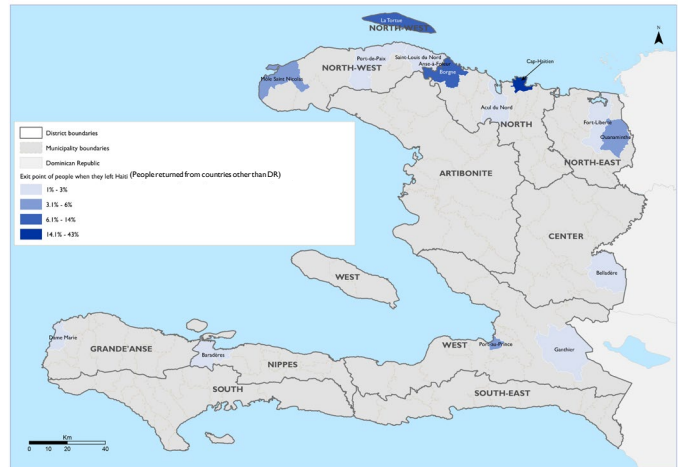 La Tortue
NORTH-WEST
N
Port-de-Paix
Saint-Louis du Nord
Anse-à-Foleur
Borgne
Cap-Haïtien
NORTH-WEST
Môle Saint Nicolas
Acul du Nord
NORTH
Fort-Liberté
Ouanaminthe
NORTH-EAST
District boundaries
Municipality boundaries
Dominican Republic
Exit point of people when they left Haiti (People returned from countries other than DR)
1% - 3%
3.1% - 6%
6.1% - 14%
14.1% - 43%
ARTIBONITE
CENTER
Belladère
WEST
Dame Marie
GRANDE'ANSE
Baradères
NIPPES
WEST
Port-au-Prince
Ganthier
SOUTH
SOUTH-EAST
Km
0 10 20 40